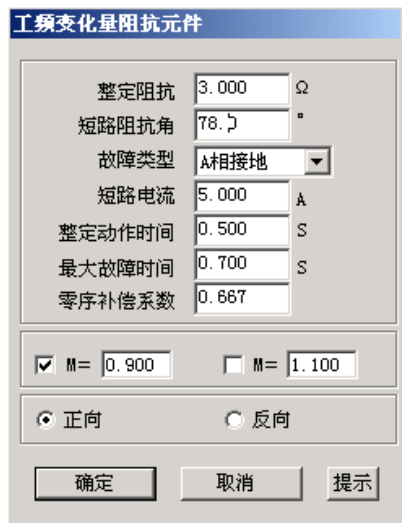 工频变化量阻抗元件
整定阻抗 3.000 Ω
短路阻抗角 78. °
故障类型 A相接地
短路电流 5.000 A
整定动作时间 0.500 S
最大故障时间 0.700 S
零序补偿系数 0.667
M= 0.900 M= 1.100
正向 反向
确定 取消 提示